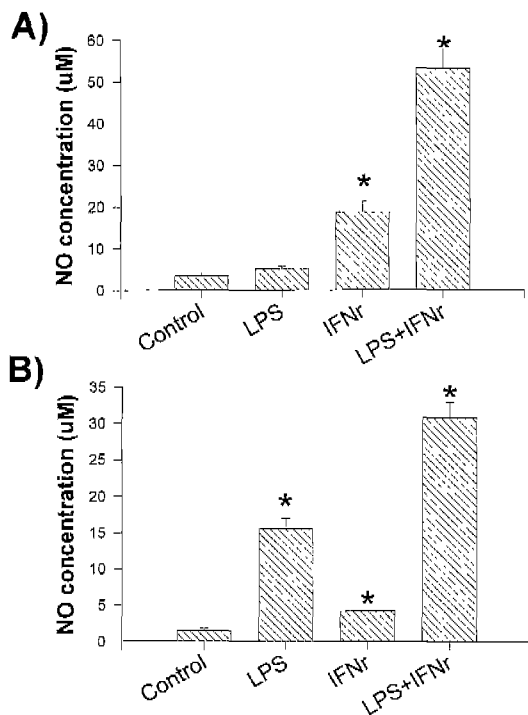 A)
NO concentration (uM)
60
50
40
30
20
10
0
*
*
Control
LPS
IFNr
LPS+IFNr
B)
NO concentration (uM)
35
30
25
20
15
10
5
0
*
*
*
Control
LPS
IFNr
LPS+IFNr